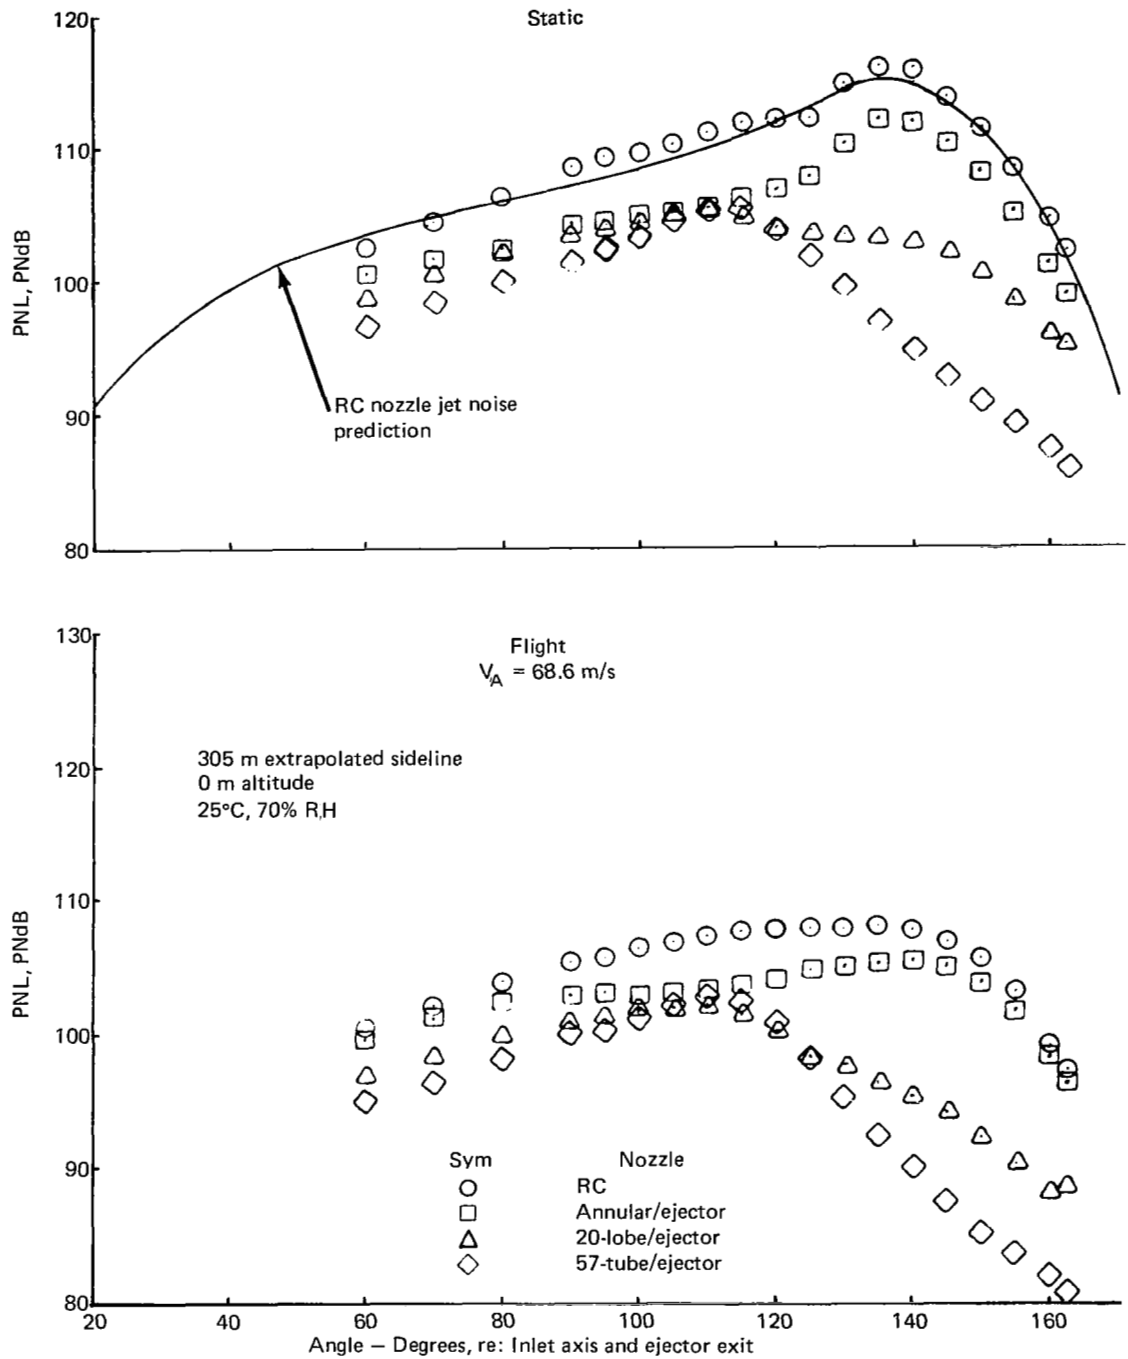 Static
120
110
100
90
80
PNL, PNdB
RC nozzle jet noise
prediction
130
120
110
100
90
80
PNL, PNdB
Flight
VA = 68.6 m/s
305 m extrapolated sideline
0 m altitude
25°C, 70% R,H
Sym Nozzle
RC
Annular/ejector
20-lobe/ejector
57-tube/ejector
20 40 60 80 100 120 140 160
Angle — Degrees, re: Inlet axis and ejector exit